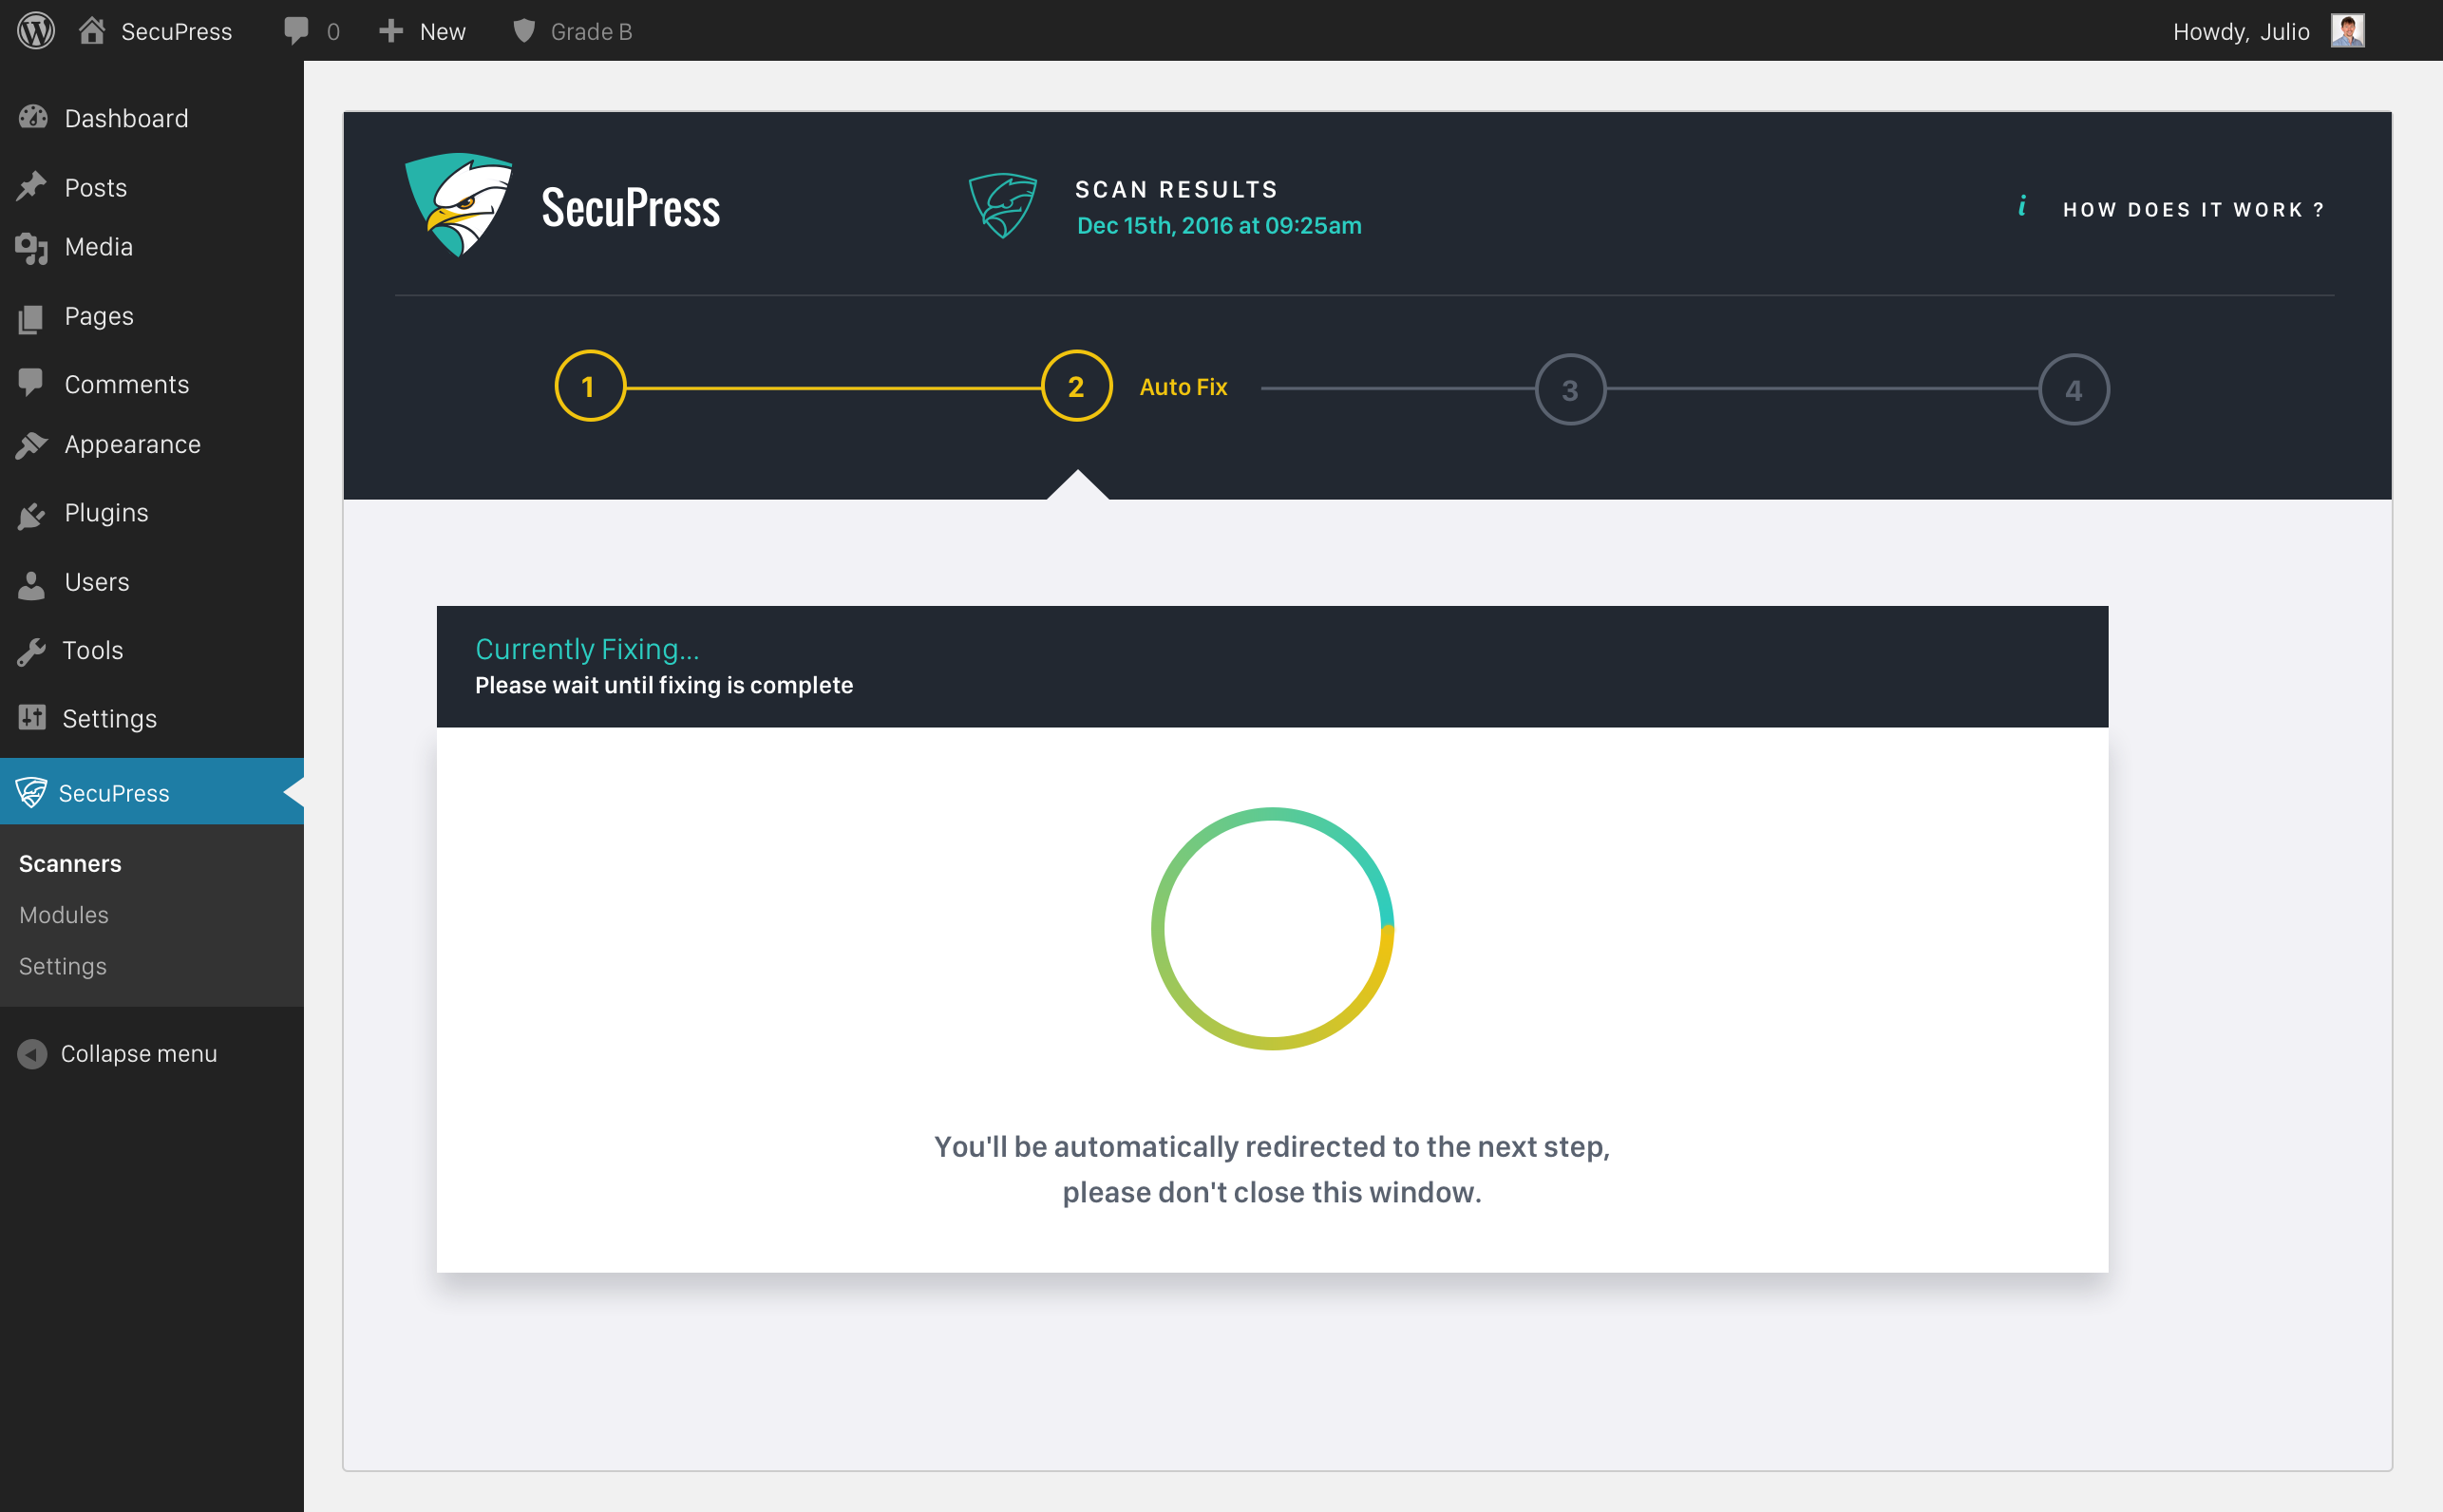 SecuPress
0
New
Grade B
Howdy, Julio
Dashboard
Posts
Media
Pages
Comments
Appearance
Plugins
Users
Tools
Settings
SecuPress
Scanners
Modules
Settings
Collapse menu
SecuPress
SCAN RESULTS
Dec 15th, 2016 at 09:25am
i HOW DOES IT WORK ?
1
2 Auto Fix
3
4
Currently Fixing...
Please wait until fixing is complete
You'll be automatically redirected to the next step,
please don't close this window.